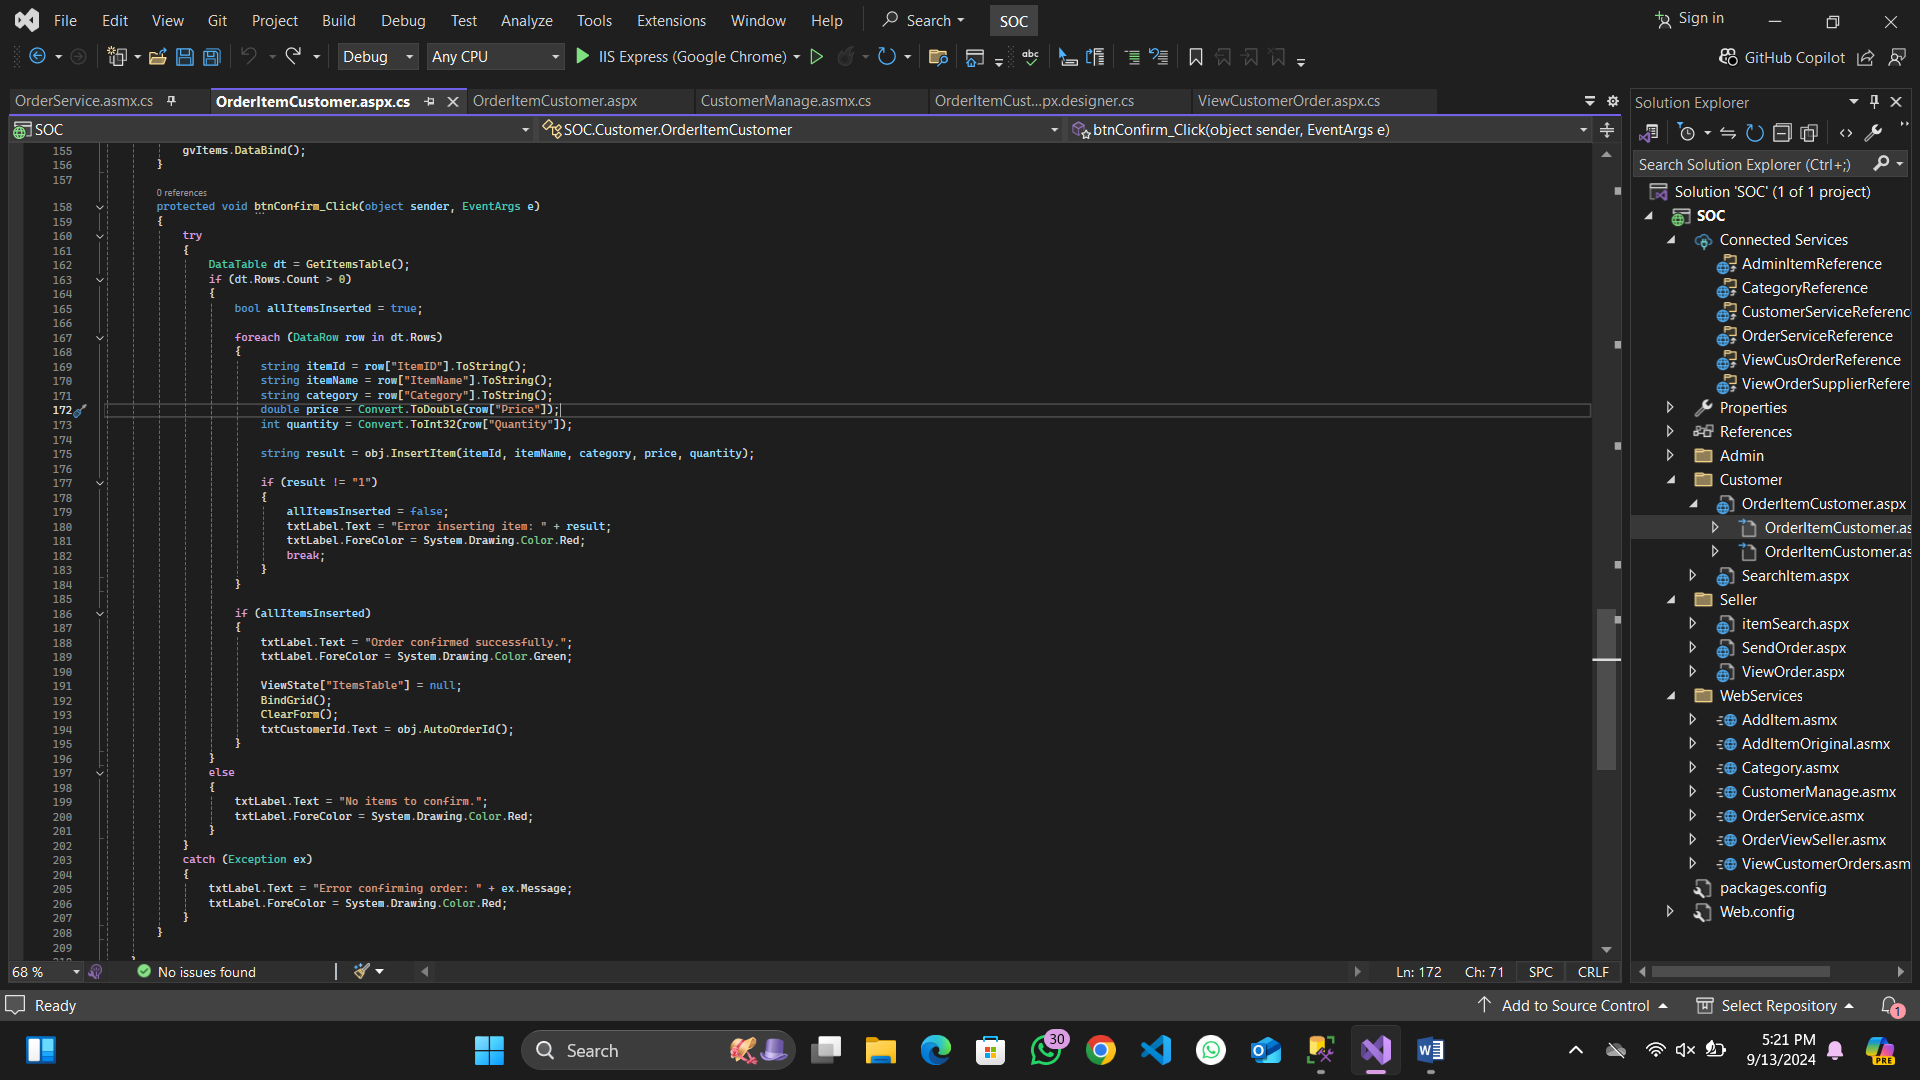 File Edit View Git Project Build Debug Test Analyze Tools Extensions Window Help Search SOC Sign in
Debug Any CPU IIS Express (Google Chrome) GitHub Copilot
OrderService.asmx.cs OrderItemCustomer.aspx.cs OrderItemCustomer.aspx CustomerManage.asmx.cs OrderItemCust...px.designer.cs ViewCustomerOrder.aspx.cs
SOC SOC.Customer.OrderItemCustomer btnConfirm_Click(object sender, EventArgs e)
155 gvItems.DataBind();
156 }
157
0 references
158 protected void btnConfirm_Click(object sender, EventArgs e)
159 {
160 try
161 {
162 DataTable dt = GetItemsTable();
163 if (dt.Rows.Count > 0)
164 {
165 bool allItemsInserted = true;
166
167 foreach (DataRow row in dt.Rows)
168 {
169 string itemId = row["ItemID"].ToString();
170 string itemName = row["ItemName"].ToString();
171 string category = row["Category"].ToString();
172 double price = Convert.ToDouble(row["Price"]);
173 int quantity = Convert.ToInt32(row["Quantity"]);
174
175 string result = obj.InsertItem(itemId, itemName, category, price, quantity);
176
177 if (result != "1")
178 {
179 allItemsInserted = false;
180 txtLabel.Text = "Error inserting item: " + result;
181 txtLabel.ForeColor = System.Drawing.Color.Red;
182 break;
183 }
184 }
185
186 if (allItemsInserted)
187 {
188 txtLabel.Text = "Order confirmed successfully.";
189 txtLabel.ForeColor = System.Drawing.Color.Green;
190
191 ViewState["ItemsTable"] = null;
192 BindGrid();
193 ClearForm();
194 txtCustomerId.Text = obj.AutoOrderId();
195 }
196 }
197 else
198 {
199 txtLabel.Text = "No items to confirm.";
200 txtLabel.ForeColor = System.Drawing.Color.Red;
201 }
202 }
203 catch (Exception ex)
204 {
205 txtLabel.Text = "Error confirming order: " + ex.Message;
206 txtLabel.ForeColor = System.Drawing.Color.Red;
207 }
208 }
209
68 % No issues found Ln: 172 Ch: 71 SPC CRLF
Solution Explorer
Search Solution Explorer (Ctrl+;)
Solution 'SOC' (1 of 1 project)
SOC
Connected Services
AdminItemReference
CategoryReference
CustomerServiceReferenc
OrderServiceReference
ViewCusOrderReference
ViewOrderSupplierRefere
Properties
References
Admin
Customer
OrderItemCustomer.aspx
OrderItemCustomer.as
OrderItemCustomer.as
SearchItem.aspx
Seller
itemSearch.aspx
SendOrder.aspx
ViewOrder.aspx
WebServices
AddItem.asmx
AddItemOriginal.asmx
Category.asmx
CustomerManage.asmx
OrderService.asmx
OrderViewSeller.asmx
ViewCustomerOrders.asm
packages.config
Web.config
Ready Add to Source Control Select Repository 1
Search 30 PRE
5:21 PM
9/13/2024